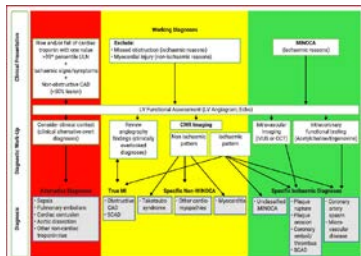 Clinical Presentation
Rise and/or fall of cardiac
troponin with one value
>99th percentile ULN
+
Ischaemic signs/symptoms
+
Non-obstructive CAD
(<50% lesion)
Working Diagnosis
Exclude:
• Missed obstruction (ischaemic reasons)
• Myocardial injury (non-ischaemic reasons)
MINOCA
(Ischaemic reasons)
LV Functional Assessment (LV Angiogram, Echo)
Diagnostic Work-Up
Consider clinical context
(clinical alternative overt
diagnoses)
Review
angiography
findings (clinically
overlooked
diagnoses)
CMR Imaging
Non ischaemic
pattern
Ischaemic
pattern
Intravascular
imaging
(IVUS or OCT)
Intracoronary
functional testing
(Acetylcholine/Ergonovine)
Diagnosis
Alternative Diagnosis
• Sepsis
• Pulmonary embolism
• Cardiac contusion
• Aortic dissection
• Other non-cardiac
True MI
• Obstructive
CAD
• SCAD
Specific Non-MINOCA
• Takotsubo
syndrome
• Other cardio
myopathies
• Myocarditis
Specific Ischaemic Diagnoses
• Unclassified
MINOCA
• Plaque
rupture
• Plaque
erosion
• Coronary
emboli/
thrombus
• SCAD
• Coronary
artery
spasm
• Micro-
vascular
disease